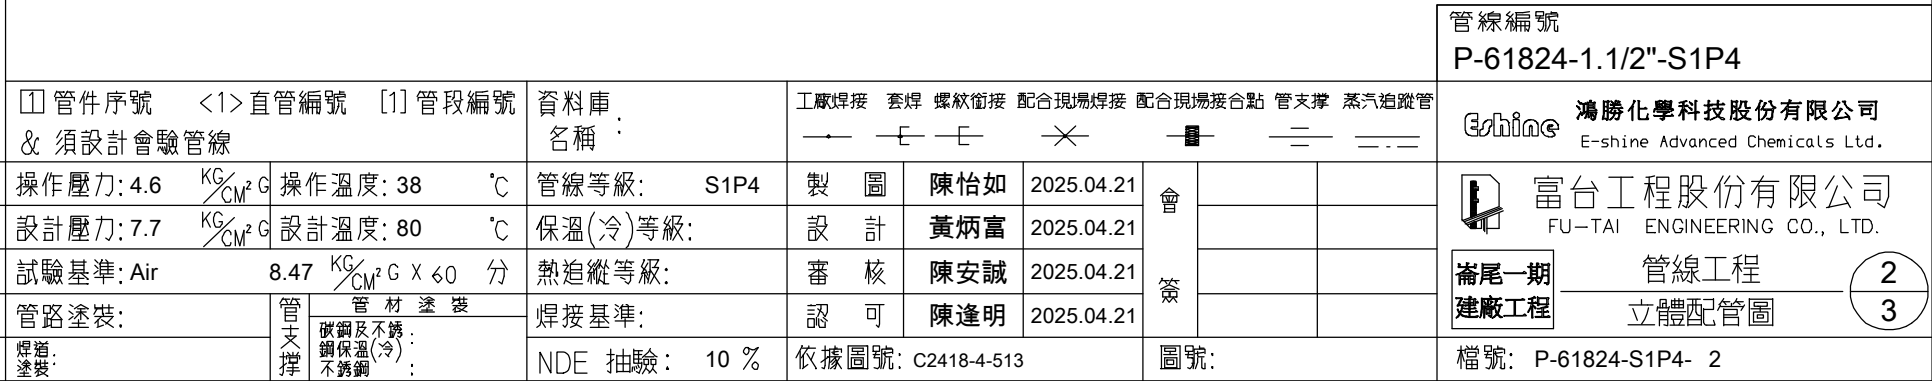 管線編號
P-61824-1.1/2"-S1P4
1 管件序號 <1>直管編號 [1]管段編號
& 須設計會驗管線
資料庫
名稱 :
工廠焊接 套焊 螺紋銜接 配合現場焊接 配合現場接合點 管支撐 蒸汽追蹤管
Eshine 鴻勝化學科技股份有限公司
E-shine Advanced Chemicals Ltd.
操作壓力: 4.6 KG/CM² G 操作溫度: 38 °C 管線等級: S1P4 製圖 陳怡如 2025.04.21
設計壓力: 7.7 KG/CM² G 設計溫度: 80 °C 保溫(冷)等級: 設計 黃炳富 2025.04.21
試驗基準: Air 8.47 KG/CM² G X 60 分 熱追縱等級: 審核 陳安誠 2025.04.21
管路塗裝: 焊接基準: 認可 陳逢明 2025.04.21
會簽
管支撐
管材塗裝
碳鋼及不銹 :
鋼保溫(冷)
不銹鋼 :
焊道:
塗裝:
NDE 抽驗: 10 % 依據圖號: C2418-4-513 圖號:
富台工程股份有限公司
FU-TAI ENGINEERING CO., LTD.
崙尾一期
建廠工程
管線工程
立體配管圖
2
3
檔號: P-61824-S1P4- 2